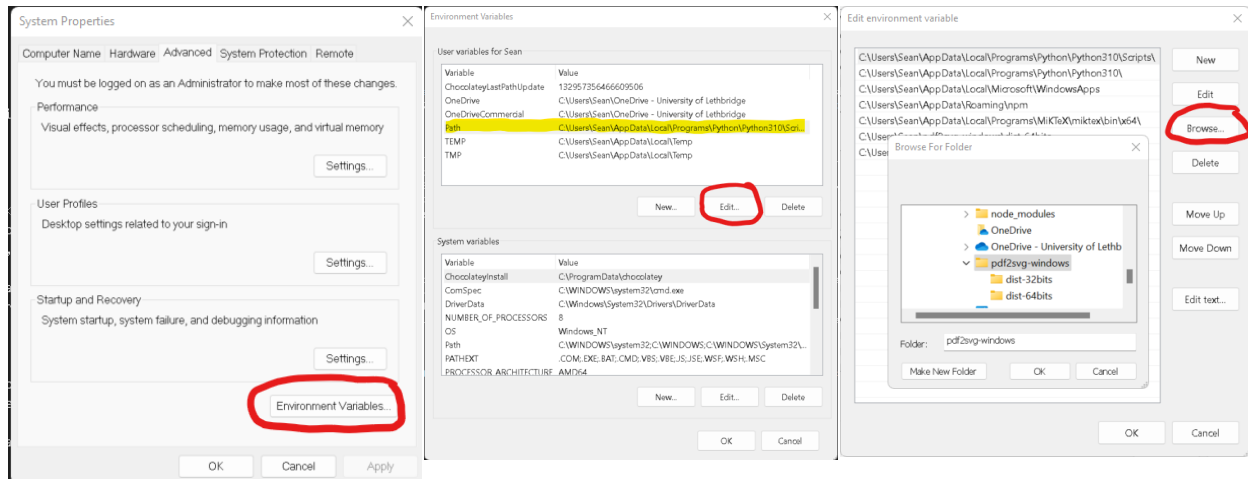 System Properties
Computer Name Hardware Advanced System Protection Remote
You must be logged on as an Administrator to make most of these changes.
Performance
Visual effects, processor scheduling, memory usage, and virtual memory
Settings...
User Profiles
Desktop settings related to your sign-in
Settings...
Startup and Recovery
System startup, system failure, and debugging information
Settings...
Environment Variables...
OK Cancel Apply
Environment Variables
User variables for Sean
Variable Value
ChocolateyLastPathUpdate 132957356466609506
OneDrive C:\Users\Sean\OneDrive - University of Lethbridge
OneDriveCommercial C:\Users\Sean\OneDrive - University of Lethbridge
Path C:\Users\Sean\AppData\Local\Programs\Python\Python310\Scri...
TEMP C:\Users\Sean\AppData\Local\Temp
TMP C:\Users\Sean\AppData\Local\Temp
New... Edit... Delete
System variables
Variable Value
ChocolateyInstall C:\ProgramData\chocolatey
ComSpec C:\WINDOWS\system32\cmd.exe
DriverData C:\Windows\System32\Drivers\DriverData
NUMBER_OF_PROCESSORS 8
OS Windows_NT
Path C:\WINDOWS\system32;C:\WINDOWS;C:\WINDOWS\System32\...
PATHEXT .COM;.EXE;.BAT;.CMD;.VBS;.VBE;.JS;.JSE;.WSF;.WSH;.MSC
PROCESSOR_ARCHITECTURE AMD64
New... Edit... Delete
OK Cancel
Edit environment variable
C:\Users\Sean\AppData\Local\Programs\Python\Python310\Scripts\
C:\Users\Sean\AppData\Local\Programs\Python\Python310\
C:\Users\Sean\AppData\Local\Microsoft\WindowsApps
C:\Users\Sean\AppData\Roaming\npm
C:\Users\Sean\AppData\Local\Programs\MiKTeX\miktex\bin\x64\
C:\Use
New
Edit
Browse...
Delete
Move Up
Move Down
Edit text...
Browse For Folder
node_modules
OneDrive
OneDrive - University of Lethb
pdf2svg-windows
dist-32bits
dist-64bits
Folder: pdf2svg-windows
Make New Folder OK Cancel
OK Cancel